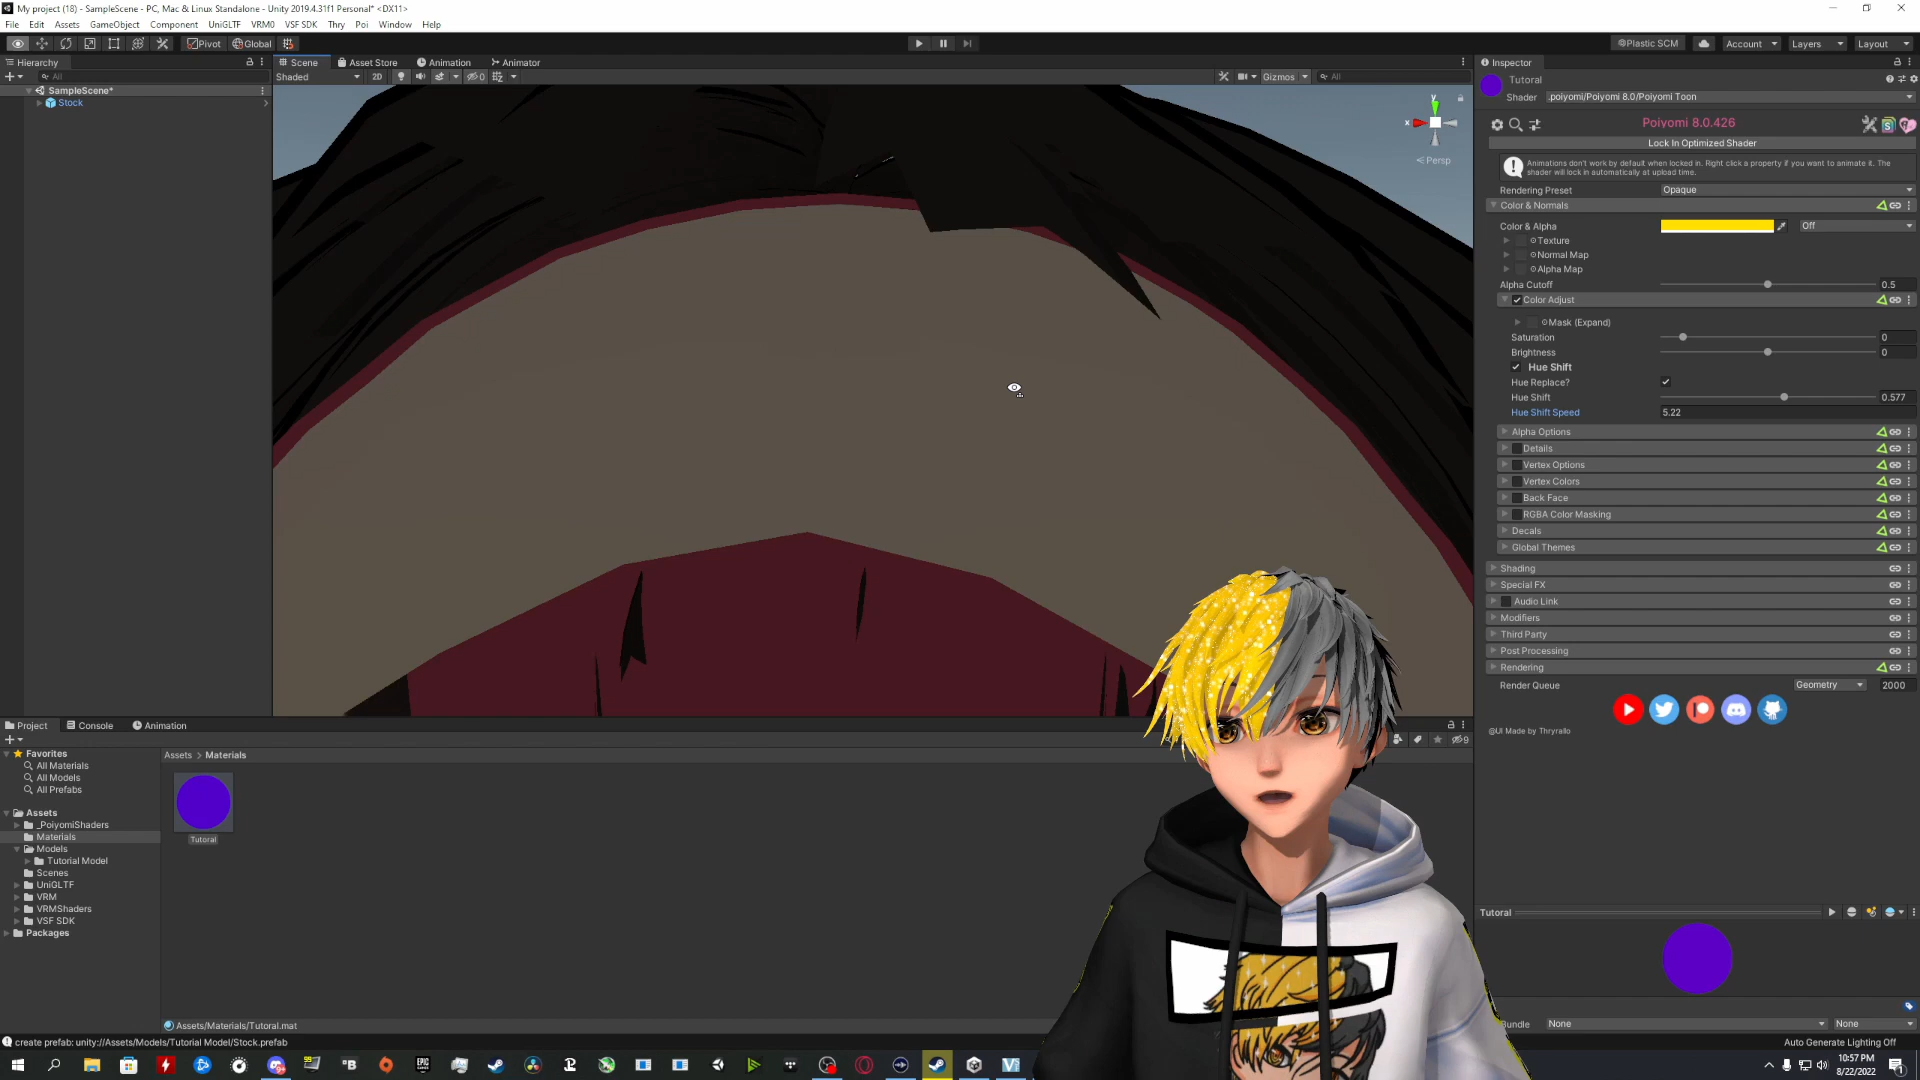 My project (18) - SampleScene - PC, Mac & Linux Standalone - Unity 2019.4.31f1 Personal* <DX11>
File Edit Assets GameObject Component UniGLTF VRM0 VSF SDK Thry Poi Window Help
Pivot Global Plastic SCM Account Layers Layout
Hierarchy Scene Asset Store Animation Animator Inspector
All Shaded 2D 0 Gizmos All
SampleScene*
Stock
y
x
Persp
Tutoral
Shader .poiyomi/Poiyomi 8.0/Poiyomi Toon
Poiyomi 8.0.426
Lock In Optimized Shader
Animations don't work by default when locked in. Right click a property if you want to animate it. The
shader will lock in automatically at upload time.
Rendering Preset Opaque
Color & Normals
Color & Alpha Off
Texture
Normal Map
Alpha Map
Alpha Cutoff 0.5
Color Adjust
Mask (Expand)
Saturation 0
Brightness 0
Hue Shift
Hue Replace?
Hue Shift 0.577
Hue Shift Speed 5.22
Alpha Options
Details
Vertex Options
Vertex Colors
Back Face
RGBA Color Masking
Decals
Global Themes
Shading
Special FX
Audio Link
Modifiers
Third Party
Post Processing
Rendering
Render Queue Geometry 2000
@UI Made by Thryrallo
Project Console Animation
9
Favorites
All Materials
All Models
All Prefabs
Assets
_PoiyomiShaders
Materials
Models
Tutorial Model
Scenes
UniGLTF
VRM
VRMShaders
VSF SDK
Packages
Assets > Materials
Tutoral
Assets/Materials/Tutoral.mat
Tutoral
undle None None
create prefab: unity://Assets/Models/Tutorial Model/Stock.prefab
Auto Generate Lighting Off
10:57 PM
8/22/2022